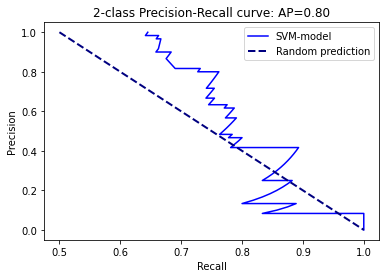 2-class Precision-Recall curve: AP=0.80
SVM-model
Random prediction
Precision
1.0
0.8
0.6
0.4
0.2
0.0
0.5
0.6
0.7
0.8
0.9
1.0
Recall